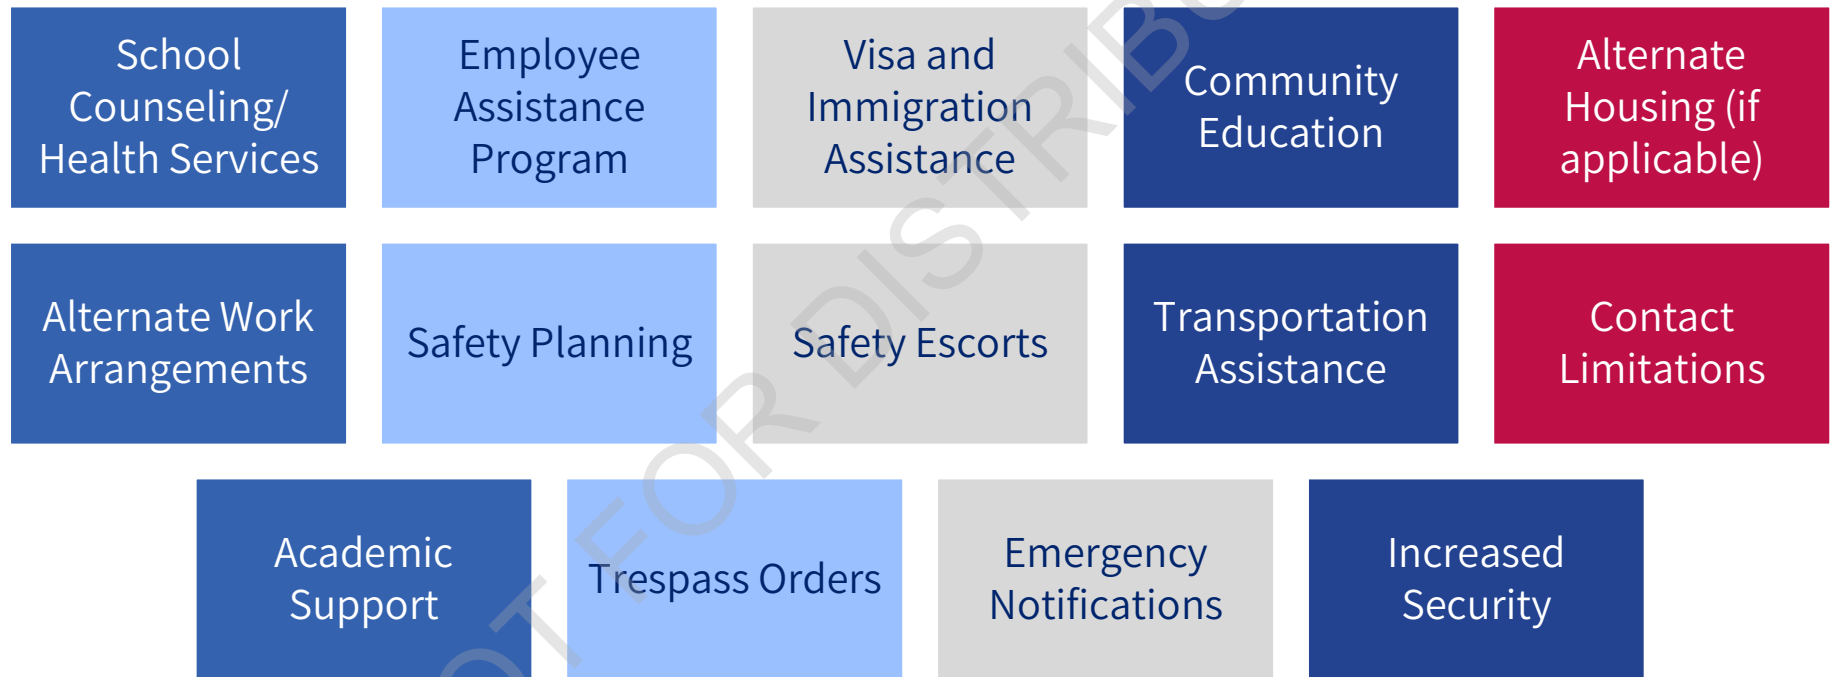 School
Counseling/
Health Services
Employee
Assistance
Program
Visa and
Immigration
Assistance
Community
Education
Alternate
Housing (if
applicable)
Alternate Work
Arrangements
Safety Planning
Safety Escorts
Transportation
Assistance
Contact
Limitations
Academic
Support
Trespass Orders
Emergency
Notifications
Increased
Security
FOR